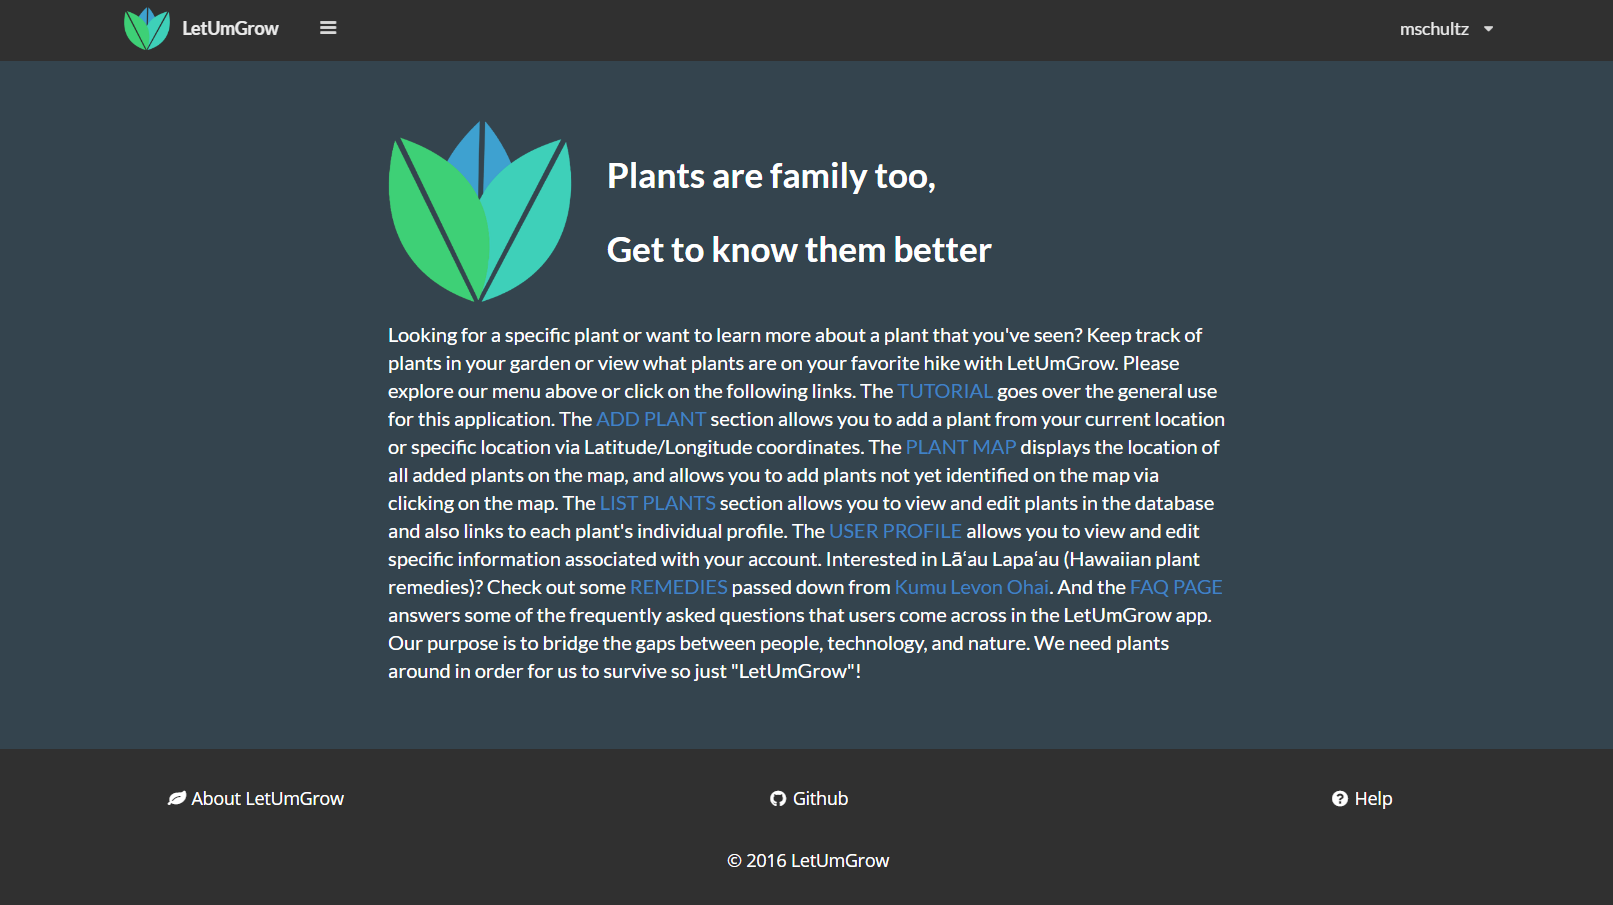 LetUmGrow
mschultz
Plants are family too,
Get to know them better
Looking for a specific plant or want to learn more about a plant that you've seen? Keep track of
plants in your garden or view what plants are on your favorite hike with LetUmGrow. Please
explore our menu above or click on the following links. The TUTORIAL goes over the general use
for this application. The ADD PLANT section allows you to add a plant from your current location
or specific location via Latitude/Longitude coordinates. The PLANT MAP displays the location of
all added plants on the map, and allows you to add plants not yet identified on the map via
clicking on the map. The LIST PLANTS section allows you to view and edit plants in the database
and also links to each plant's individual profile. The USER PROFILE allows you to view and edit
specific information associated with your account. Interested in Lāʻau Lapaʻau (Hawaiian plant
remedies)? Check out some REMEDIES passed down from Kumu Levon Ohai. And the FAQ PAGE
answers some of the frequently asked questions that users come across in the LetUmGrow app.
Our purpose is to bridge the gaps between people, technology, and nature. We need plants
around in order for us to survive so just "LetUmGrow"!
About LetUmGrow
Github
Help
© 2016 LetUmGrow